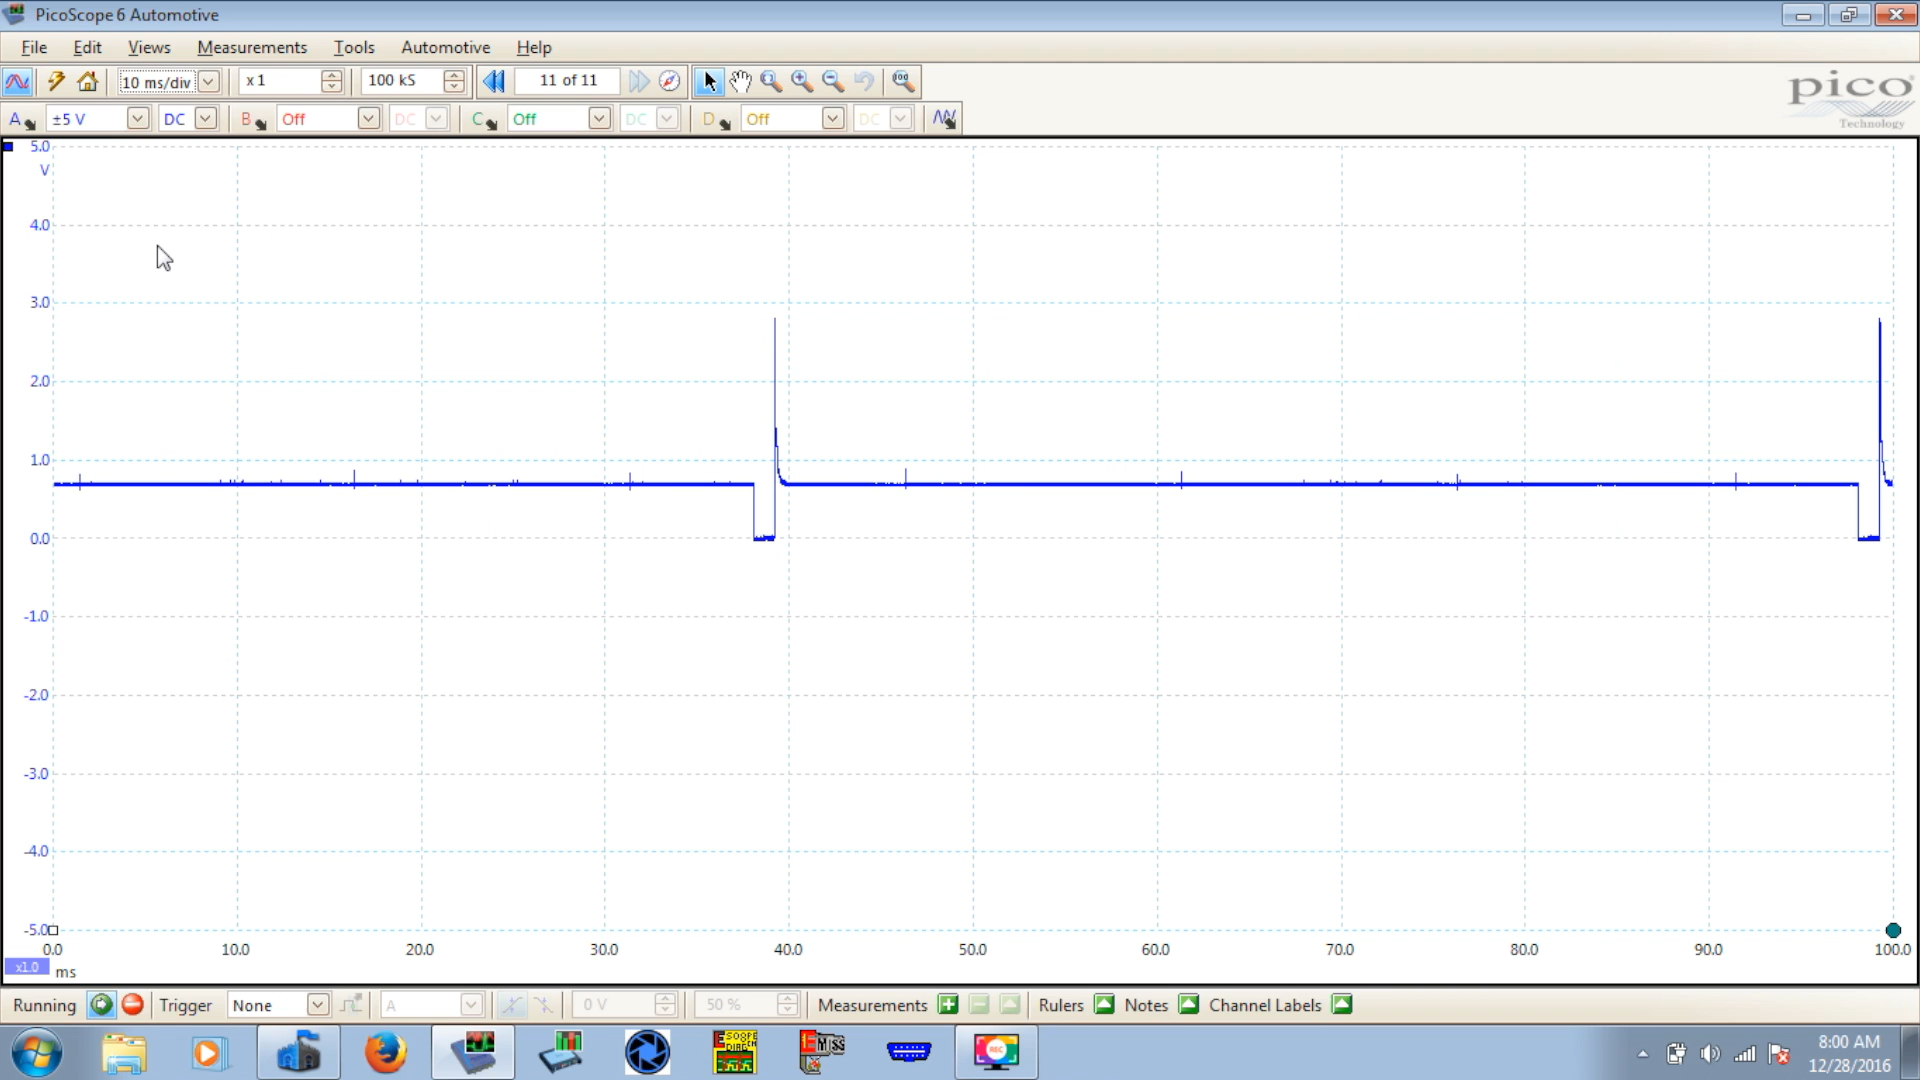 PicoScope 6 Automotive
File Edit Views Measurements Tools Automotive Help
10 ms/div x 1 100 kS 11 of 11
A ±5 V DC B Off DC C Off DC D Off DC
pico
Technology
5.0
V
4.0
3.0
2.0
1.0
0.0
-1.0
-2.0
-3.0
-4.0
-5.0
0.0 10.0 20.0 30.0 40.0 50.0 60.0 70.0 80.0 90.0 100.0
x1.0 ms
Running Trigger None A 0 V 50 % Measurements Rulers Notes Channel Labels
8:00 AM
12/28/2016